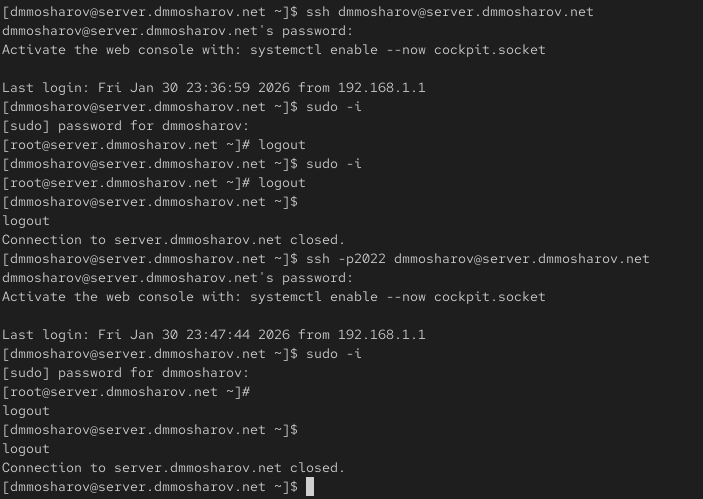 [dmmosharov@server.dmmosharov.net ~]$ ssh dmmosharov@server.dmmosharov.net
dmmosharov@server.dmmosharov.net's password:
Activate the web console with: systemctl enable --now cockpit.socket
Last login: Fri Jan 30 23:36:59 2026 from 192.168.1.1
[dmmosharov@server.dmmosharov.net ~]$ sudo -i
[sudo] password for dmmosharov:
[root@server.dmmosharov.net ~]# logout
[dmmosharov@server.dmmosharov.net ~]$ sudo -i
[root@server.dmmosharov.net ~]# logout
[dmmosharov@server.dmmosharov.net ~]$
logout
Connection to server.dmmosharov.net closed.
[dmmosharov@server.dmmosharov.net ~]$ ssh -p2022 dmmosharov@server.dmmosharov.net
dmmosharov@server.dmmosharov.net's password:
Activate the web console with: systemctl enable --now cockpit.socket
Last login: Fri Jan 30 23:47:44 2026 from 192.168.1.1
[dmmosharov@server.dmmosharov.net ~]$ sudo -i
[sudo] password for dmmosharov:
[root@server.dmmosharov.net ~]#
logout
[dmmosharov@server.dmmosharov.net ~]$
logout
Connection to server.dmmosharov.net closed.
[dmmosharov@server.dmmosharov.net ~]$